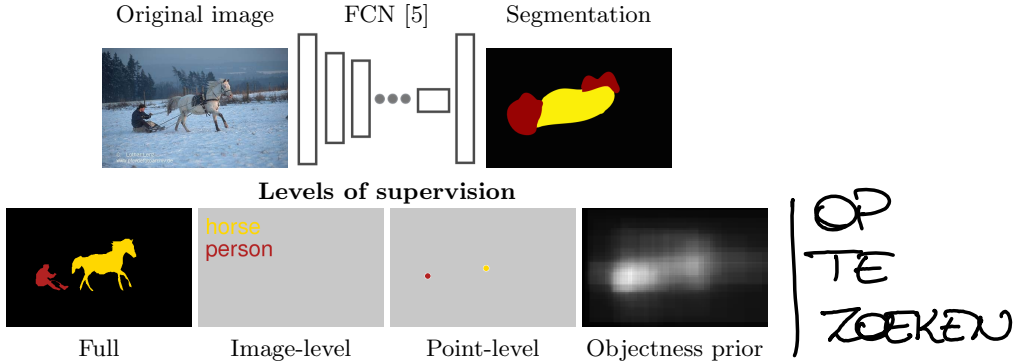 Original image FCN [5] Segmentation
Levels of supervision
horse
person
Full Image-level Point-level Objectness prior
OP
TE
ZOEKEN